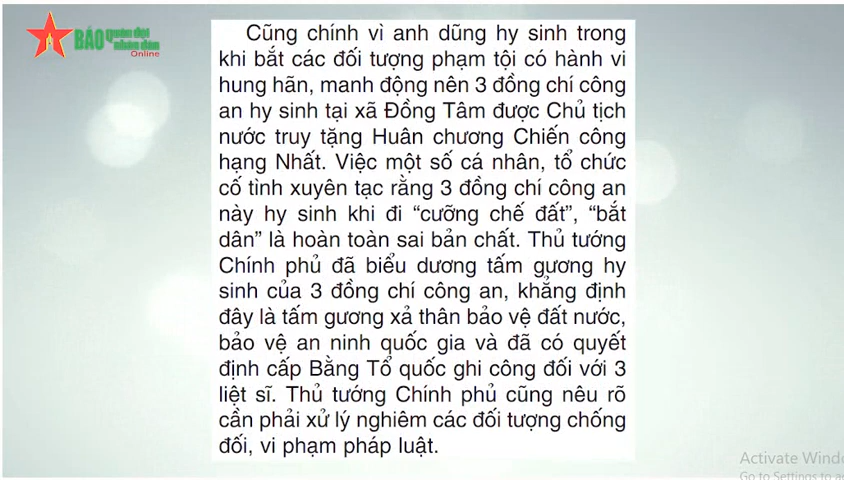 BÁO quân đội nhân dân
Online
Cũng chính vì anh dũng hy sinh trong
khi bắt các đối tượng phạm tội có hành vi
hung hãn, manh động nên 3 đồng chí công
an hy sinh tại xã Đồng Tâm được Chủ tịch
nước truy tặng Huân chương Chiến công
hạng Nhất. Việc một số cá nhân, tổ chức
cố tình xuyên tạc rằng 3 đồng chí công an
này hy sinh khi đi “cưỡng chế đất”, “bắt
dân” là hoàn toàn sai bản chất. Thủ tướng
Chính phủ đã biểu dương tấm gương hy
sinh của 3 đồng chí công an, khẳng định
đây là tấm gương xả thân bảo vệ đất nước,
bảo vệ an ninh quốc gia và đã có quyết
định cấp Bằng Tổ quốc ghi công đối với 3
liệt sĩ. Thủ tướng Chính phủ cũng nêu rõ
cần phải xử lý nghiêm các đối tượng chống
đối, vi phạm pháp luật.
Activate Windo
Go to Settings to a